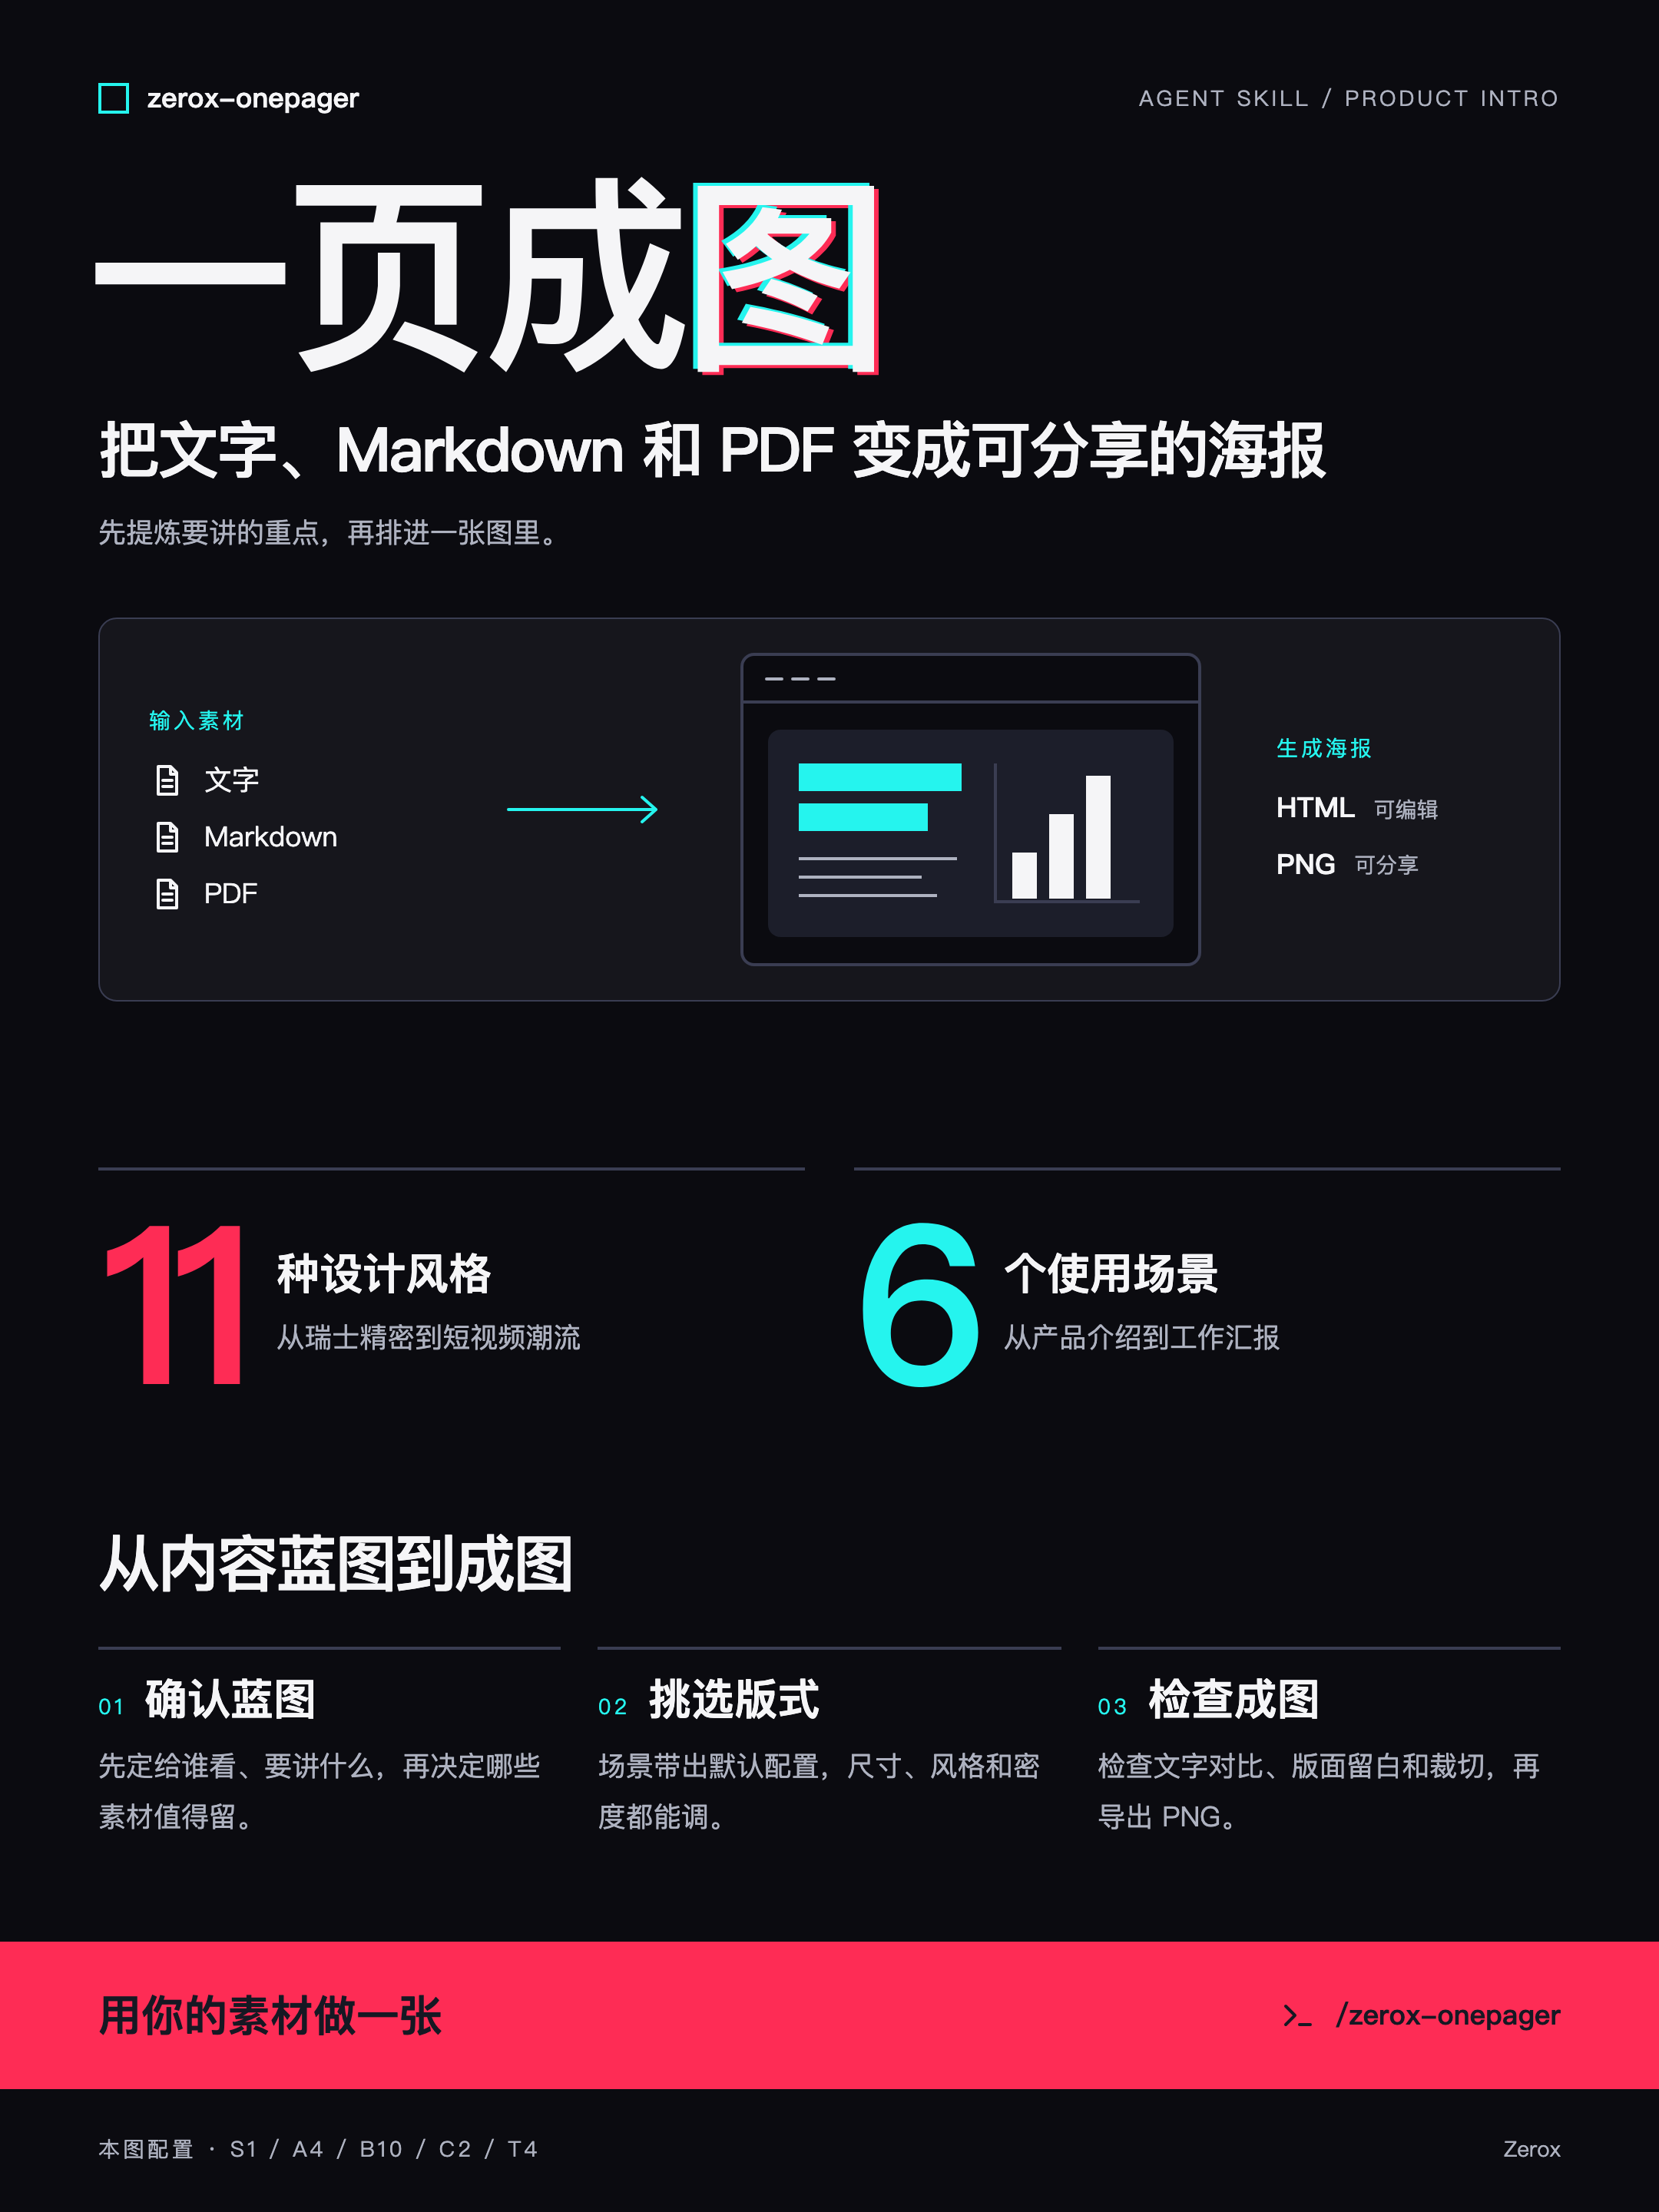 zerox-onepager
AGENT SKILL / PRODUCT INTRO
一页成图
把文字、Markdown 和 PDF 变成可分享的海报
先提炼要讲的重点，再排进一张图里。
输入素材
文字
Markdown
PDF
生成海报
HTML 可编辑
PNG 可分享
11 种设计风格
从瑞士精密到短视频潮流
6 个使用场景
从产品介绍到工作汇报
从内容蓝图到成图
01 确认蓝图
先定给谁看、要讲什么，再决定哪些
素材值得留。
02 挑选版式
场景带出默认配置，尺寸、风格和密
度都能调。
03 检查成图
检查文字对比、版面留白和裁切，再
导出 PNG。
用你的素材做一张
>_ /zerox-onepager
本图配置 · S1 / A4 / B10 / C2 / T4
Zerox